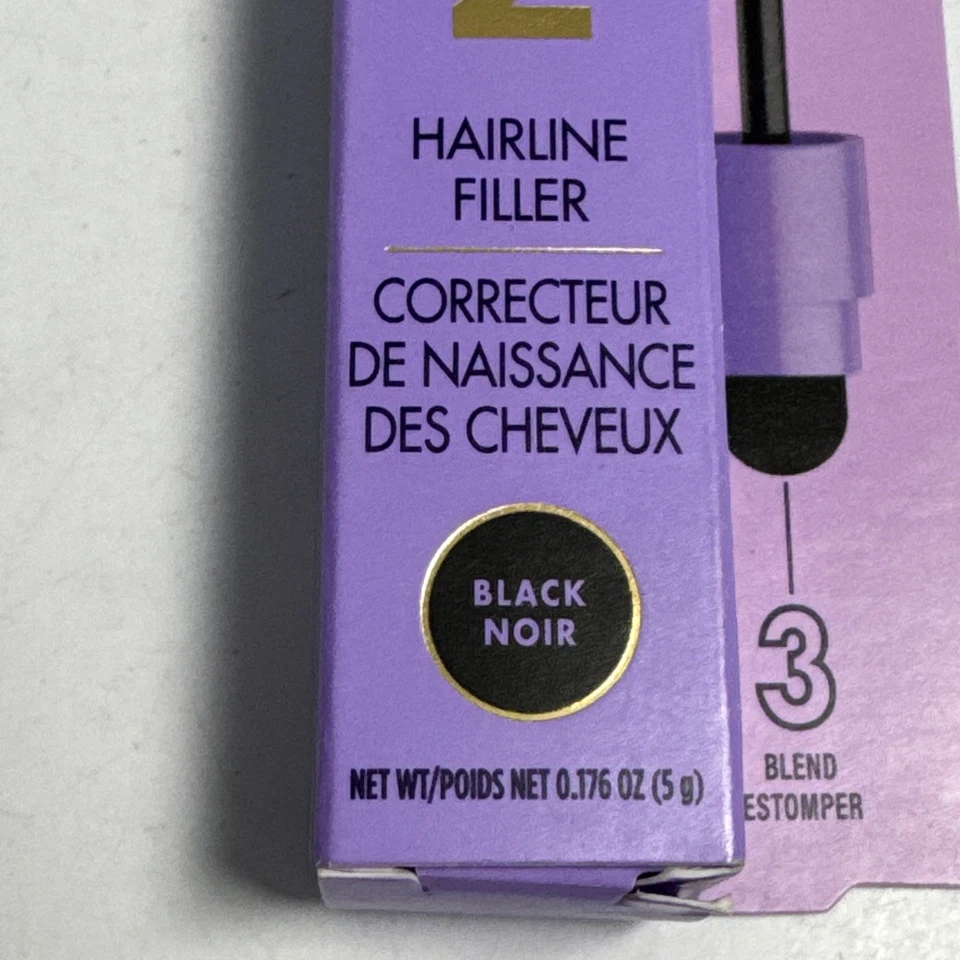 HAIRLINE
FILLER
CORRECTEUR
DE NAISSANCE
DES CHEVEUX
BLACK
NOIR
NET WT/POIDS NET 0.176 OZ (5 g)
3
BLEND
ESTOMPER